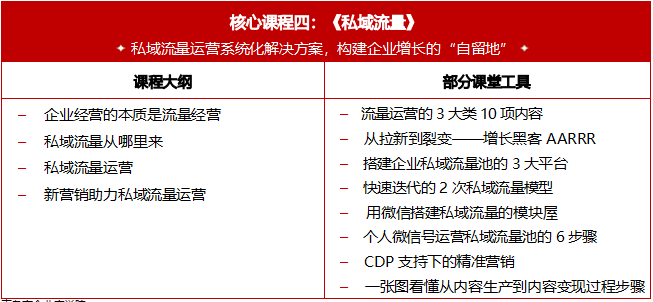 核心课程四：《私域流量》
✦ 私域流量运营系统化解决方案，构建企业增长的“自留地” ✦
课程大纲
部分课堂工具
– 企业经营的本质是流量经营
– 私域流量从哪里来
– 私域流量运营
– 新营销助力私域流量运营
– 流量运营的 3 大类 10 项内容
– 从拉新到裂变——增长黑客 AARRR
– 搭建企业私域流量池的 3 大平台
– 快速迭代的 2 次私域流量模型
– 用微信搭建私域流量的模块屋
– 个人微信号运营私域流量池的 6 步骤
– CDP 支持下的精准营销
– 一张图看懂从内容生产到内容变现过程步骤